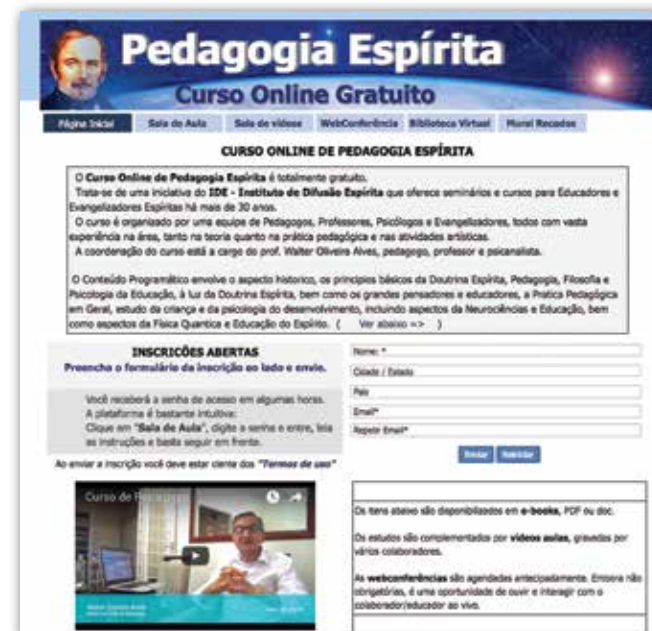 Pedagogia Espírita
Curso Online Gratuito
Página Inicial Sala de Aula Sala de vídeos WebConferência Biblioteca Virtual Mural Recados
CURSO ONLINE DE PEDAGOGIA ESPÍRITA
O Curso Online de Pedagogia Espírita é totalmente gratuito.
Trata-se de uma iniciativa do IDE - Instituto de Difusão Espírita que oferece seminários e cursos para Educadores e
Evangelizadores Espíritas há mais de 30 anos.
O curso é organizado por uma equipe de Pedagogos, Professores, Psicólogos e Evangelizadores, todos com vasta
experiência na área, tanto na teoria quanto na prática pedagógica e nas atividades artísticas.
A coordenação do curso está a cargo do prof. Walter Oliveira Alves, pedagogo, professor e psicanalista.
O Conteúdo Programático envolve o aspecto historico, os princípios básicos da Doutrina Espírita, Pedagogia, Filosofia e
Psicologia da Educação, à luz da Doutrina Espírita, bem como os grandes pensadores e educadores, a Pratica Pedagógica
em Geral, estudo da criança e da psicologia do desenvolvimento, incluindo aspectos da Neurociências e Educação, bem
como aspectos da Física Quantica e Educação do Espírito. ( Ver abaixo => )
INSCRICÕES ABERTAS
Preencha o formulário da inscrição ao lado e envie.
Você receberá a senha de acesso em algumas horas.
A plataforma é bastante intuitiva:
Clique em "Sala de Aula", digite a senha e entre, leia
as instruções e basta seguir em frente.
Ao enviar a inscrição você deve estar ciente dos "Termos de uso"
Nome: *
Cidade / Estado
País
Email*
Repetir Email*
Enviar
Curso de
Os itens abaixo são disponibilizados em e-books, PDF ou doc.
Os estudos são complementados por videos aulas, gravadas por
vários colaboradores.
As webconferências são agendadas antecipadamente. Embora não
obrigatórias, é uma oportunidade de ouvir e interagir com o
colaborador/educador ao vivo.